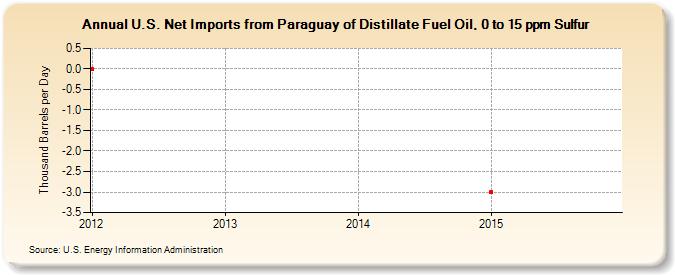 Annual U.S. Net Imports from Paraguay of Distillate Fuel Oil, 0 to 15 ppm Sulfur
Thousand Barrels per Day
0.5
0.0
-0.5
-1.0
-1.5
-2.0
-2.5
-3.0
-3.5
2012 2013 2014 2015
Source: U.S. Energy Information Administration